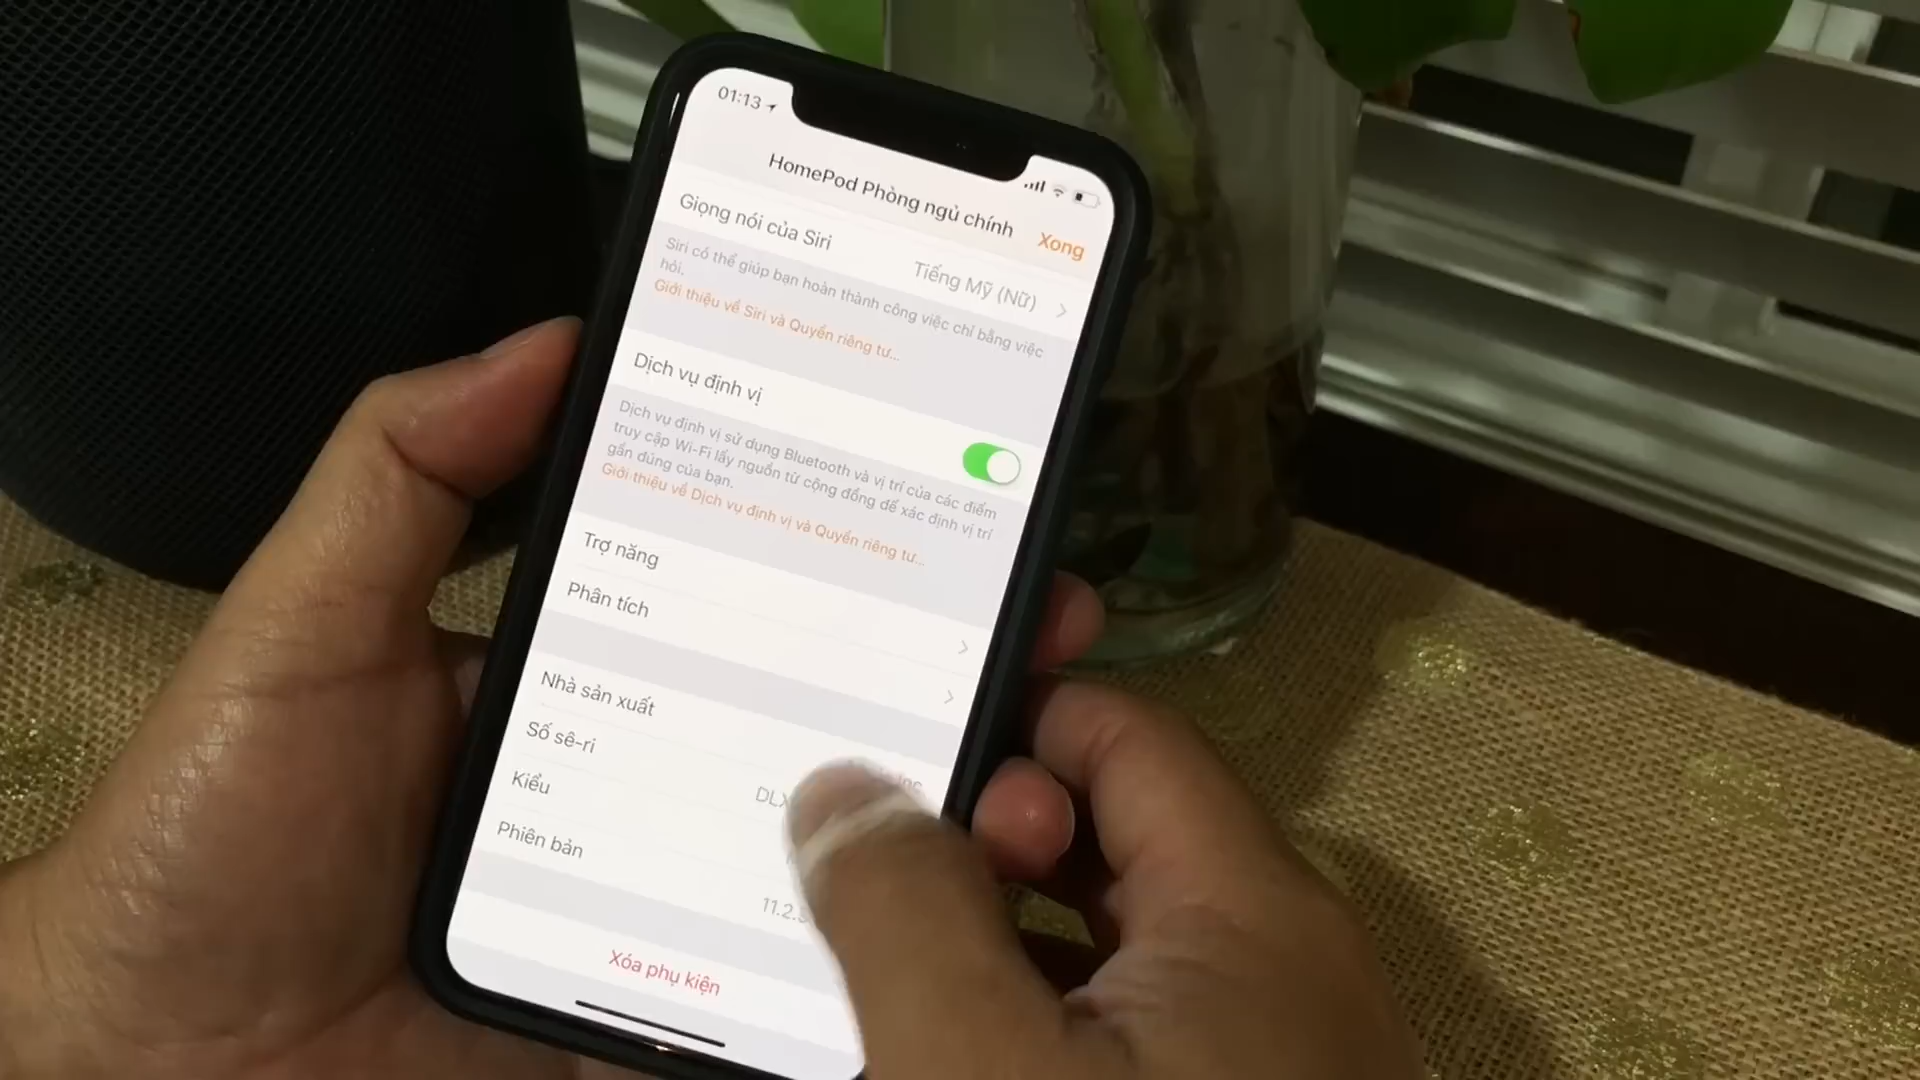 01:13
HomePod Phòng ngủ chính
Xong
Giọng nói của Siri
Tiếng Mỹ (Nữ)
Siri có thể giúp bạn hoàn thành công việc chỉ bằng việc
hỏi.
Giới thiệu về Siri và Quyền riêng tư...
Dịch vụ định vị
Dịch vụ định vị sử dụng Bluetooth và vị trí của các điểm
truy cập Wi-Fi lấy nguồn từ cộng đồng để xác định vị trí
gần đúng của bạn.
Giới thiệu về Dịch vụ định vị và Quyền riêng tư...
Trợ năng
Phân tích
Nhà sản xuất
Inc.
Số sê-ri
DLX
Kiểu
Phiên bản
11.2.5
Xóa phụ kiện